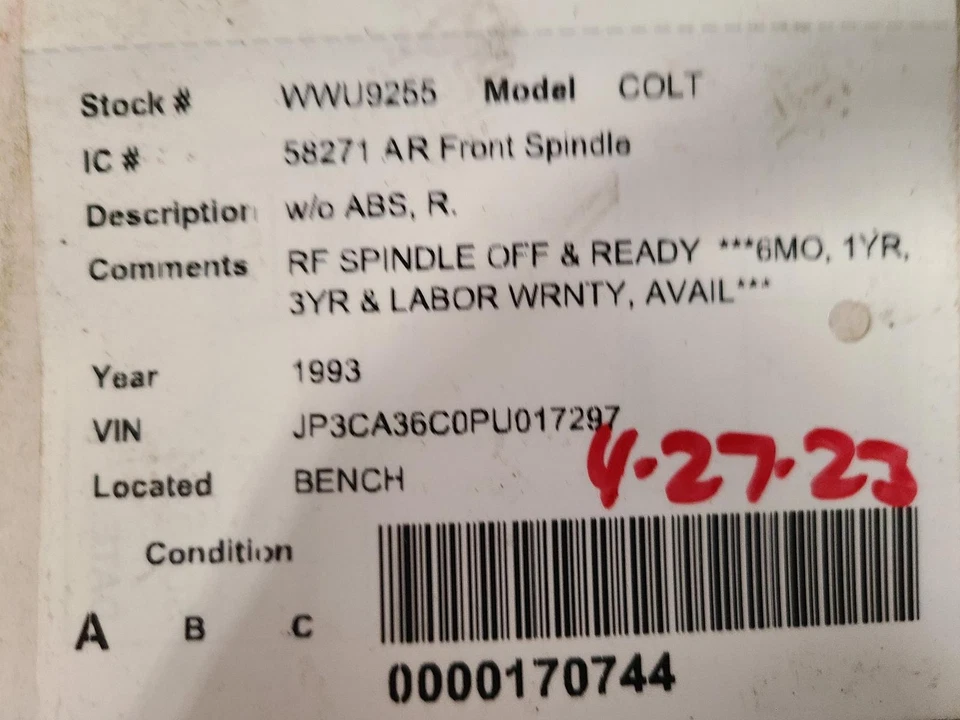 Stock # WWU9255 Model COLT
IC # 58271 AR Front Spindle
Description w/o ABS, R.
Comments RF SPINDLE OFF & READY ***6MO, 1YR,
3YR & LABOR WRNTY, AVAIL***
Year 1993
VIN JP3CA36C0PU017297
4-27-23
Located BENCH
Condition
A B C
0000170744